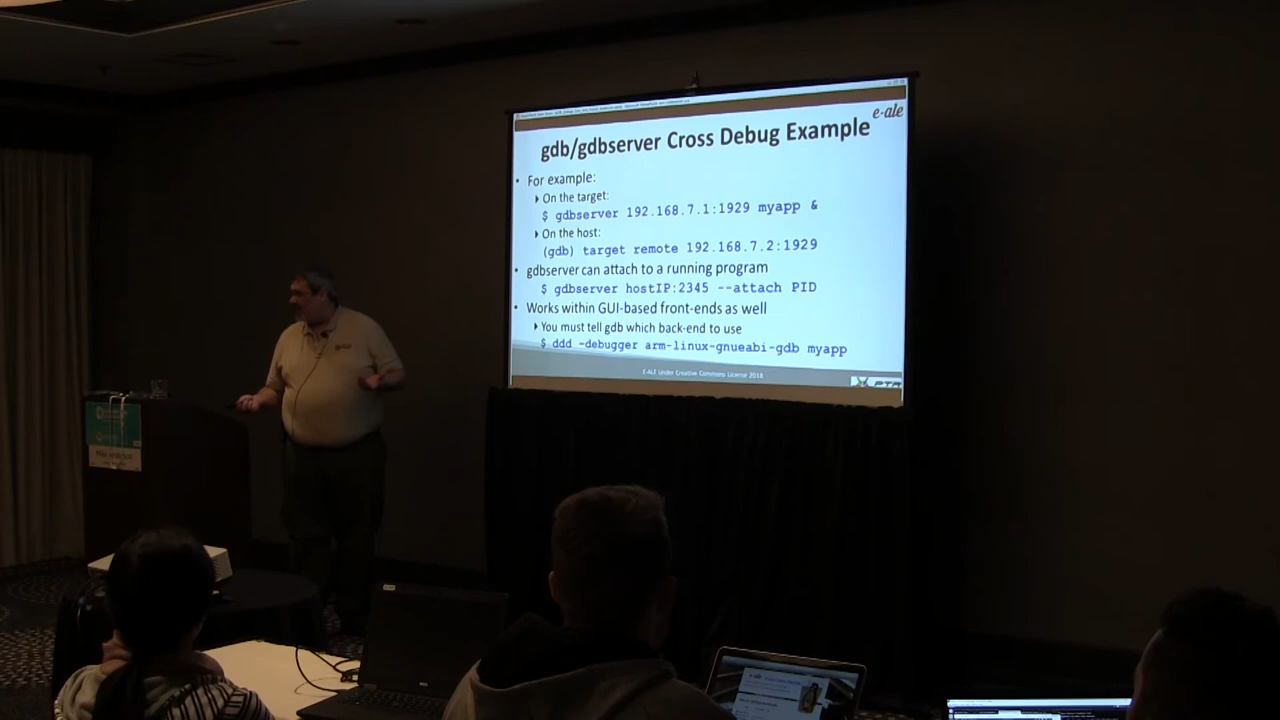 e-ale
gdb/gdbserver Cross Debug Example
• For example:
On the target:
$ gdbserver 192.168.7.1:1929 myapp &
On the host:
(gdb) target remote 192.168.7.2:1929
• gdbserver can attach to a running program
$ gdbserver hostIP:2345 --attach PID
• Works within GUI-based front-ends as well
You must tell gdb which back-end to use
$ ddd -debugger arm-linux-gnueabi-gdb myapp
E-ALE Under Creative Commons License 2018
e-ale